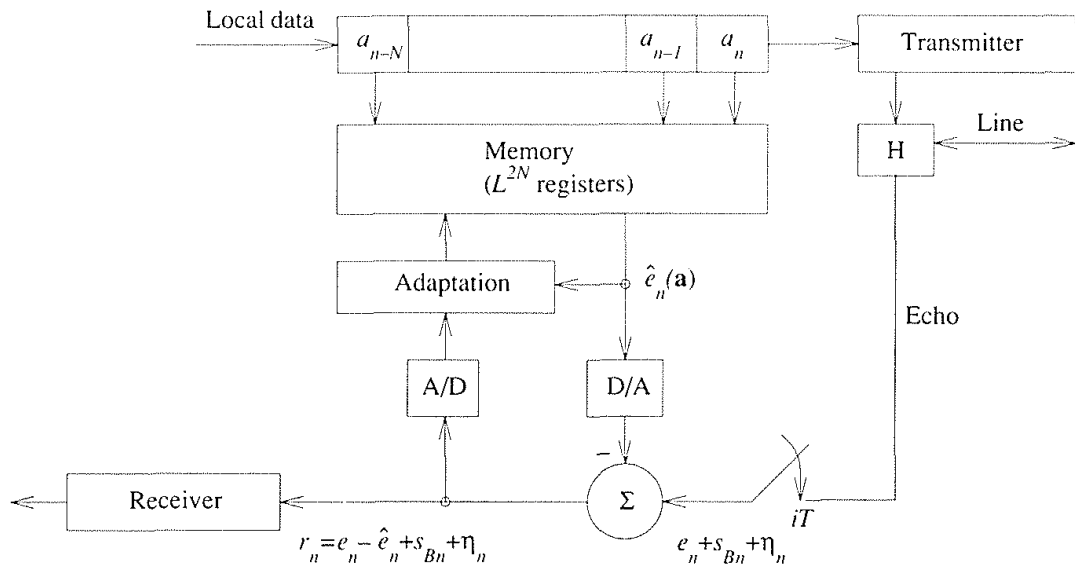 Local data
a_{n–N}
a_{n–1}
a_n
Transmitter
Memory
(L^{2N} registers)
H
Line
Adaptation
ê_n(a)
Echo
A/D
D/A
–
Σ
Receiver
iT
r_n = e_n – ê_n + s_{Bn} + η_n
e_n + s_{Bn} + η_n